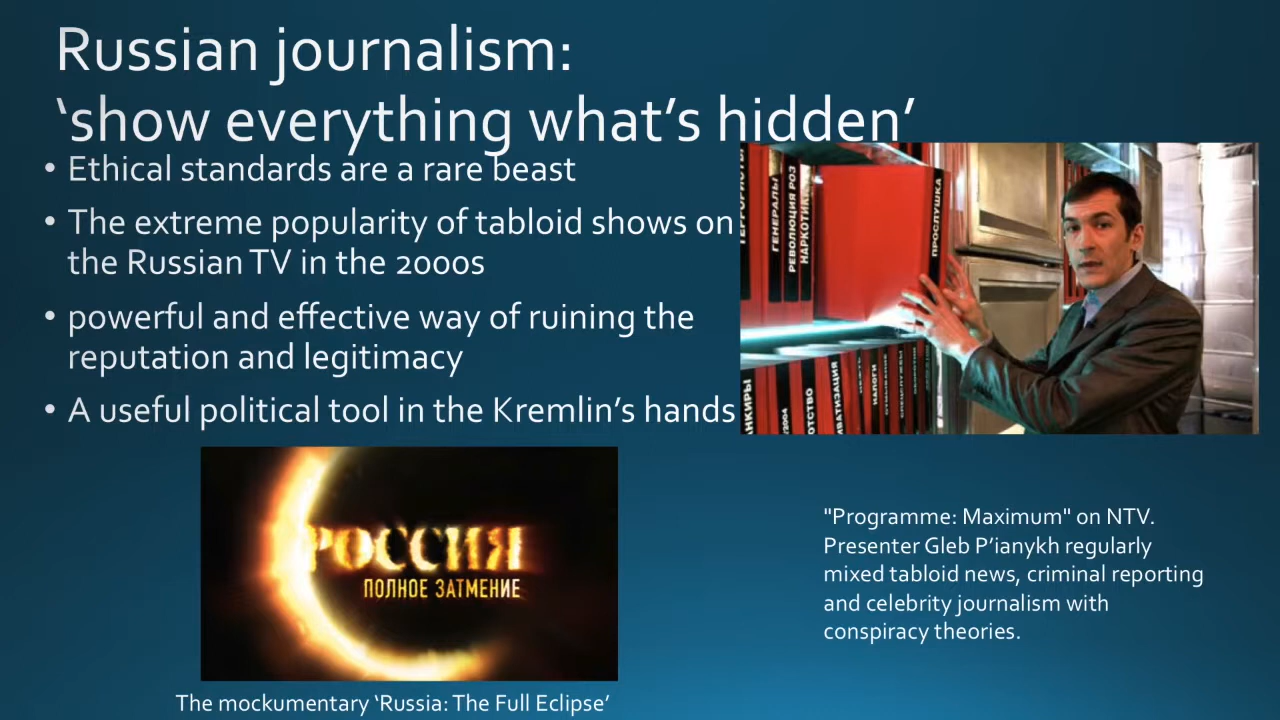 Russian journalism:
‘show everything what’s hidden’
• Ethical standards are a rare beast
• The extreme popularity of tabloid shows on
the Russian TV in the 2000s
• powerful and effective way of ruining the
reputation and legitimacy
• A useful political tool in the Kremlin’s hands
ГЕНЕРАЛЫ
РЕВОЛЮЦИЯ РОЗ
ПРОСЛУШКА
НАЛОГИ
РОССИЯ
ПОЛНОЕ ЗАТМЕНИЕ
The mockumentary ‘Russia: The Full Eclipse’
"Programme: Maximum" on NTV.
Presenter Gleb P’ianykh regularly
mixed tabloid news, criminal reporting
and celebrity journalism with
conspiracy theories.